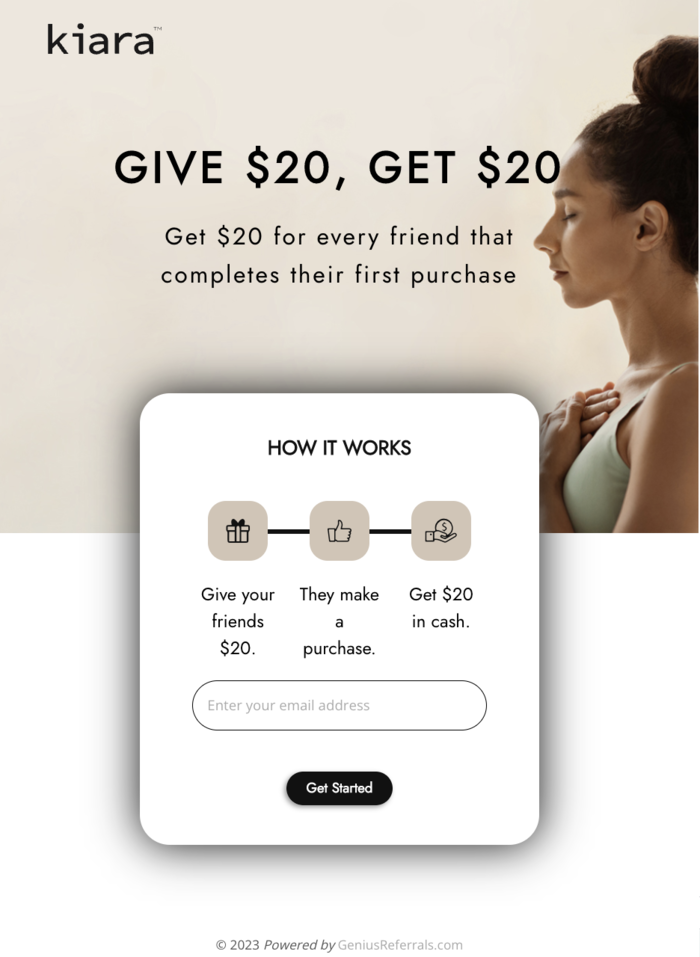 kiara™
GIVE $20, GET $20
Get $20 for every friend that
completes their first purchase
HOW IT WORKS
Give your
friends
$20.
They make
a
purchase.
Get $20
in cash.
Enter your email address
Get Started
© 2023 Powered by GeniusReferrals.com